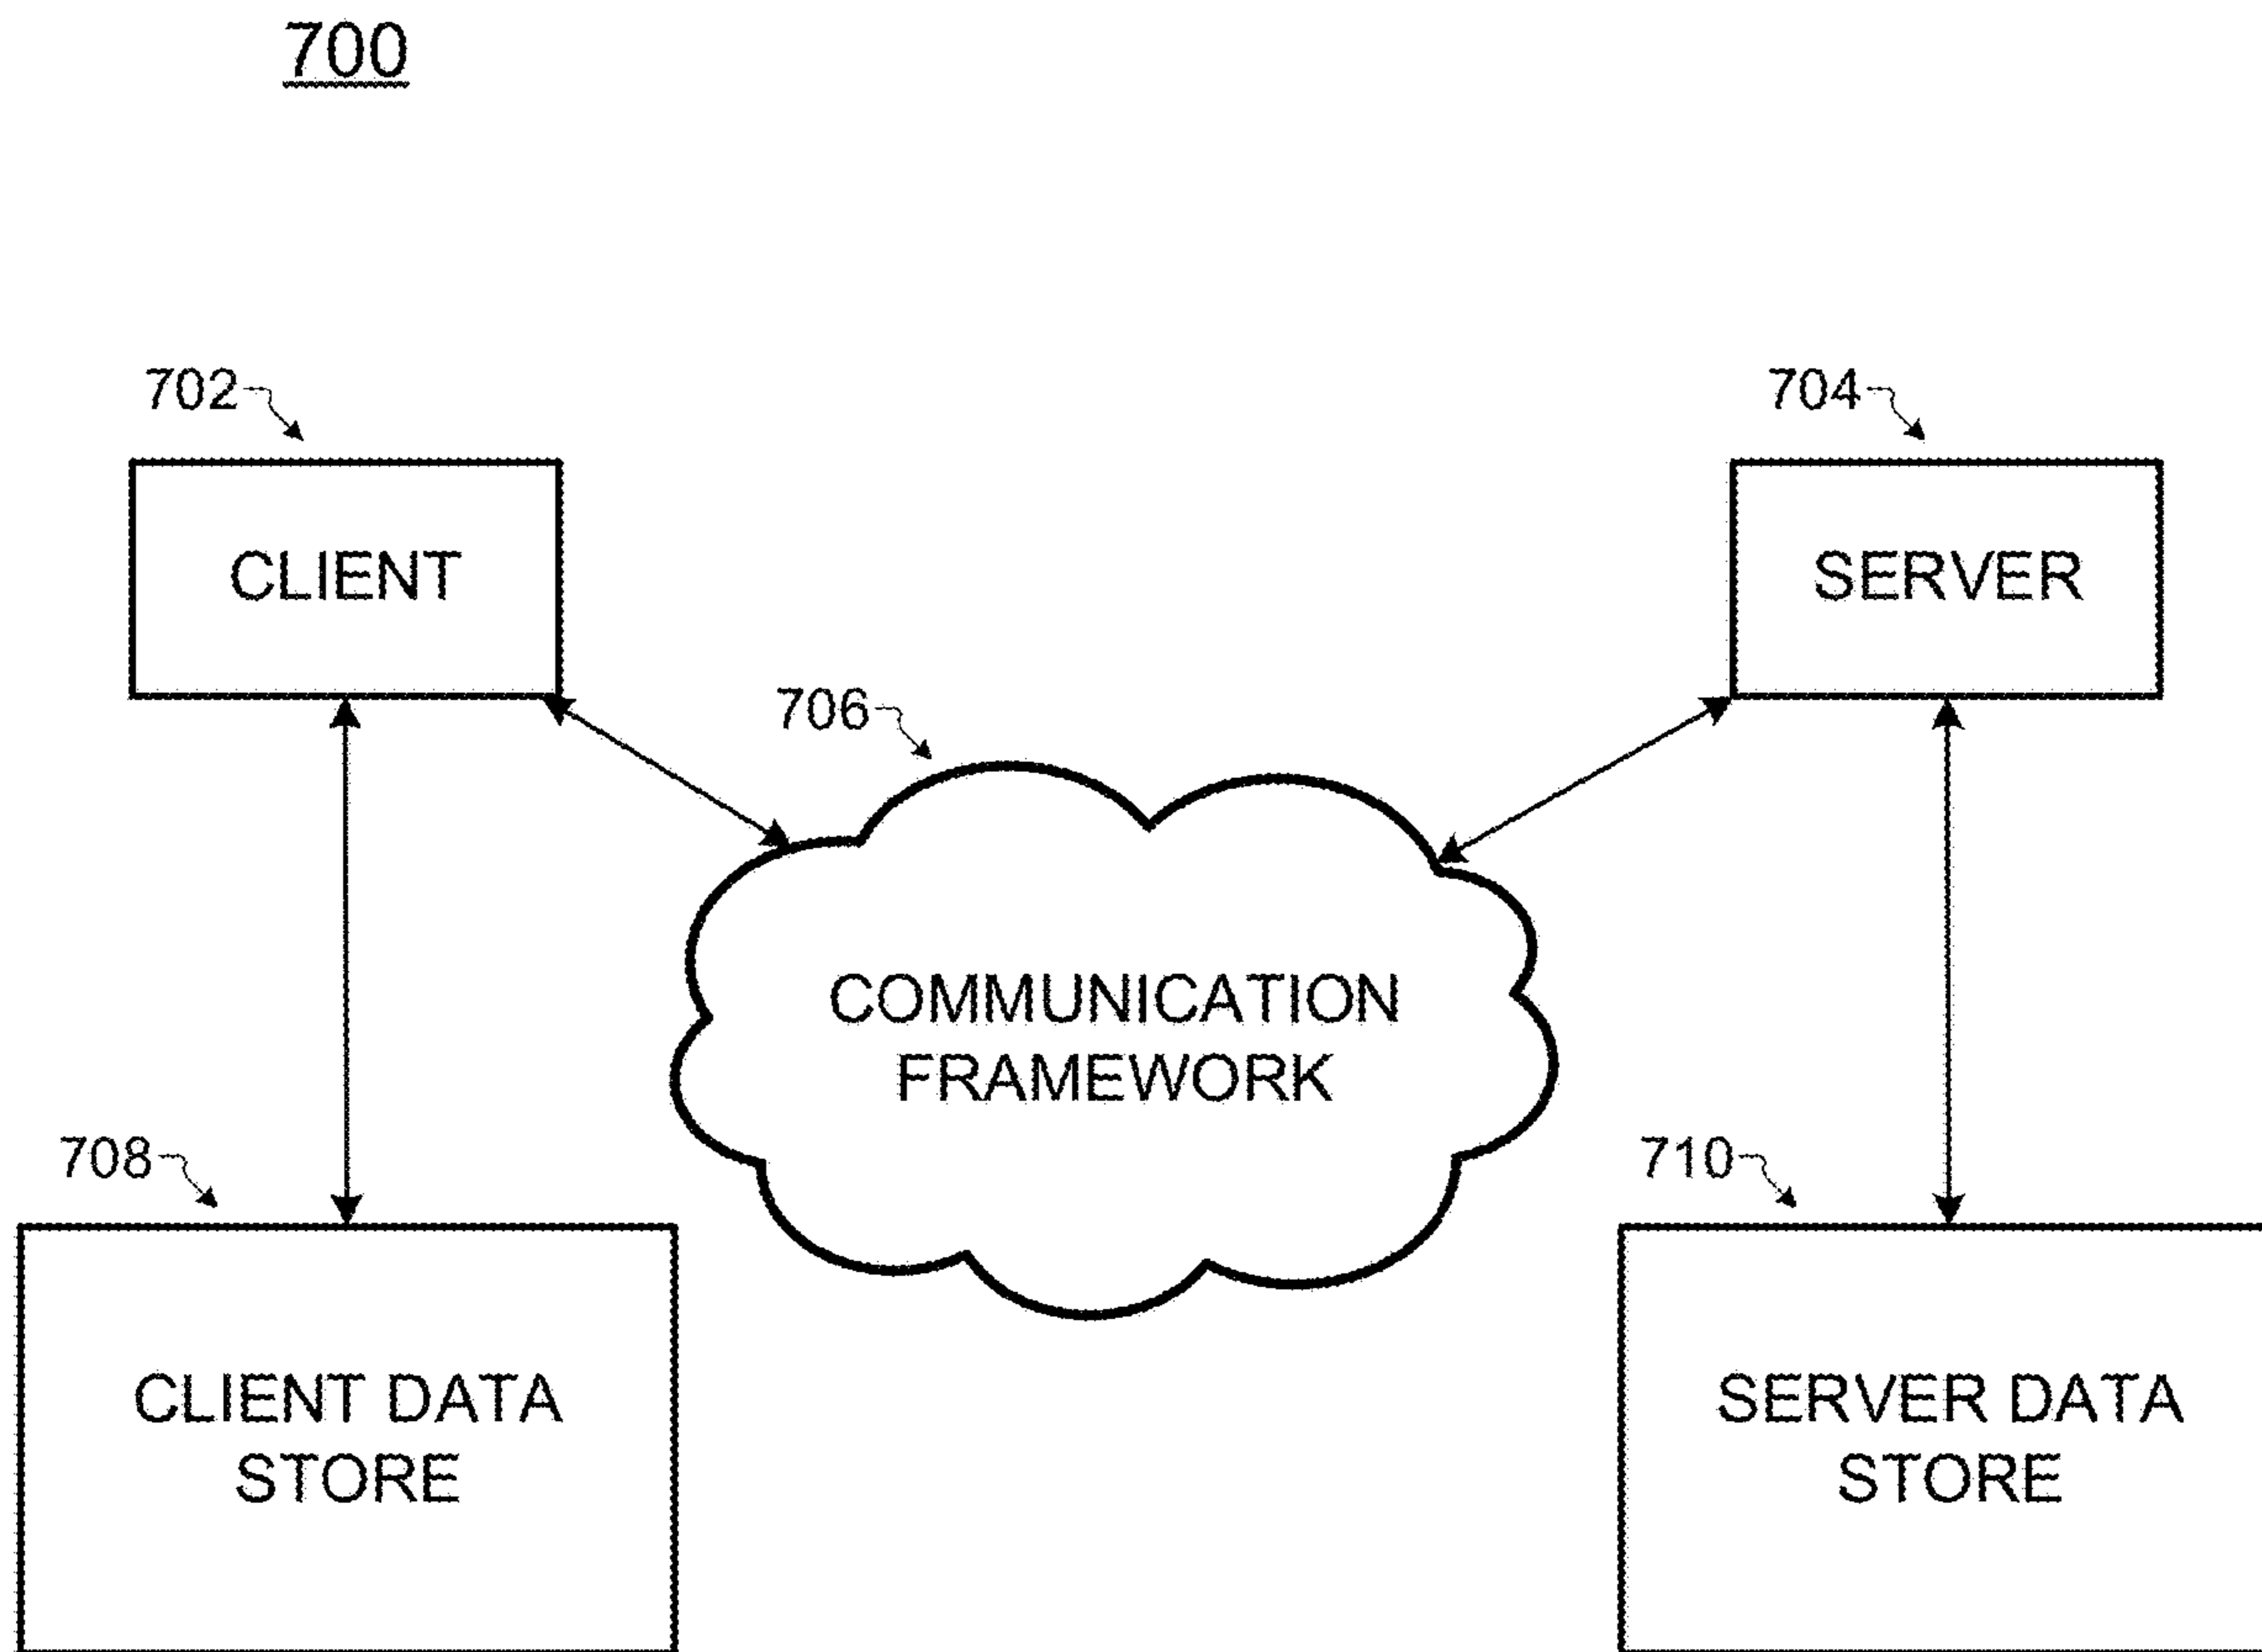 700
702
704
CLIENT
SERVER
706
COMMUNICATION
FRAMEWORK
708
710
CLIENT DATA
STORE
SERVER DATA
STORE